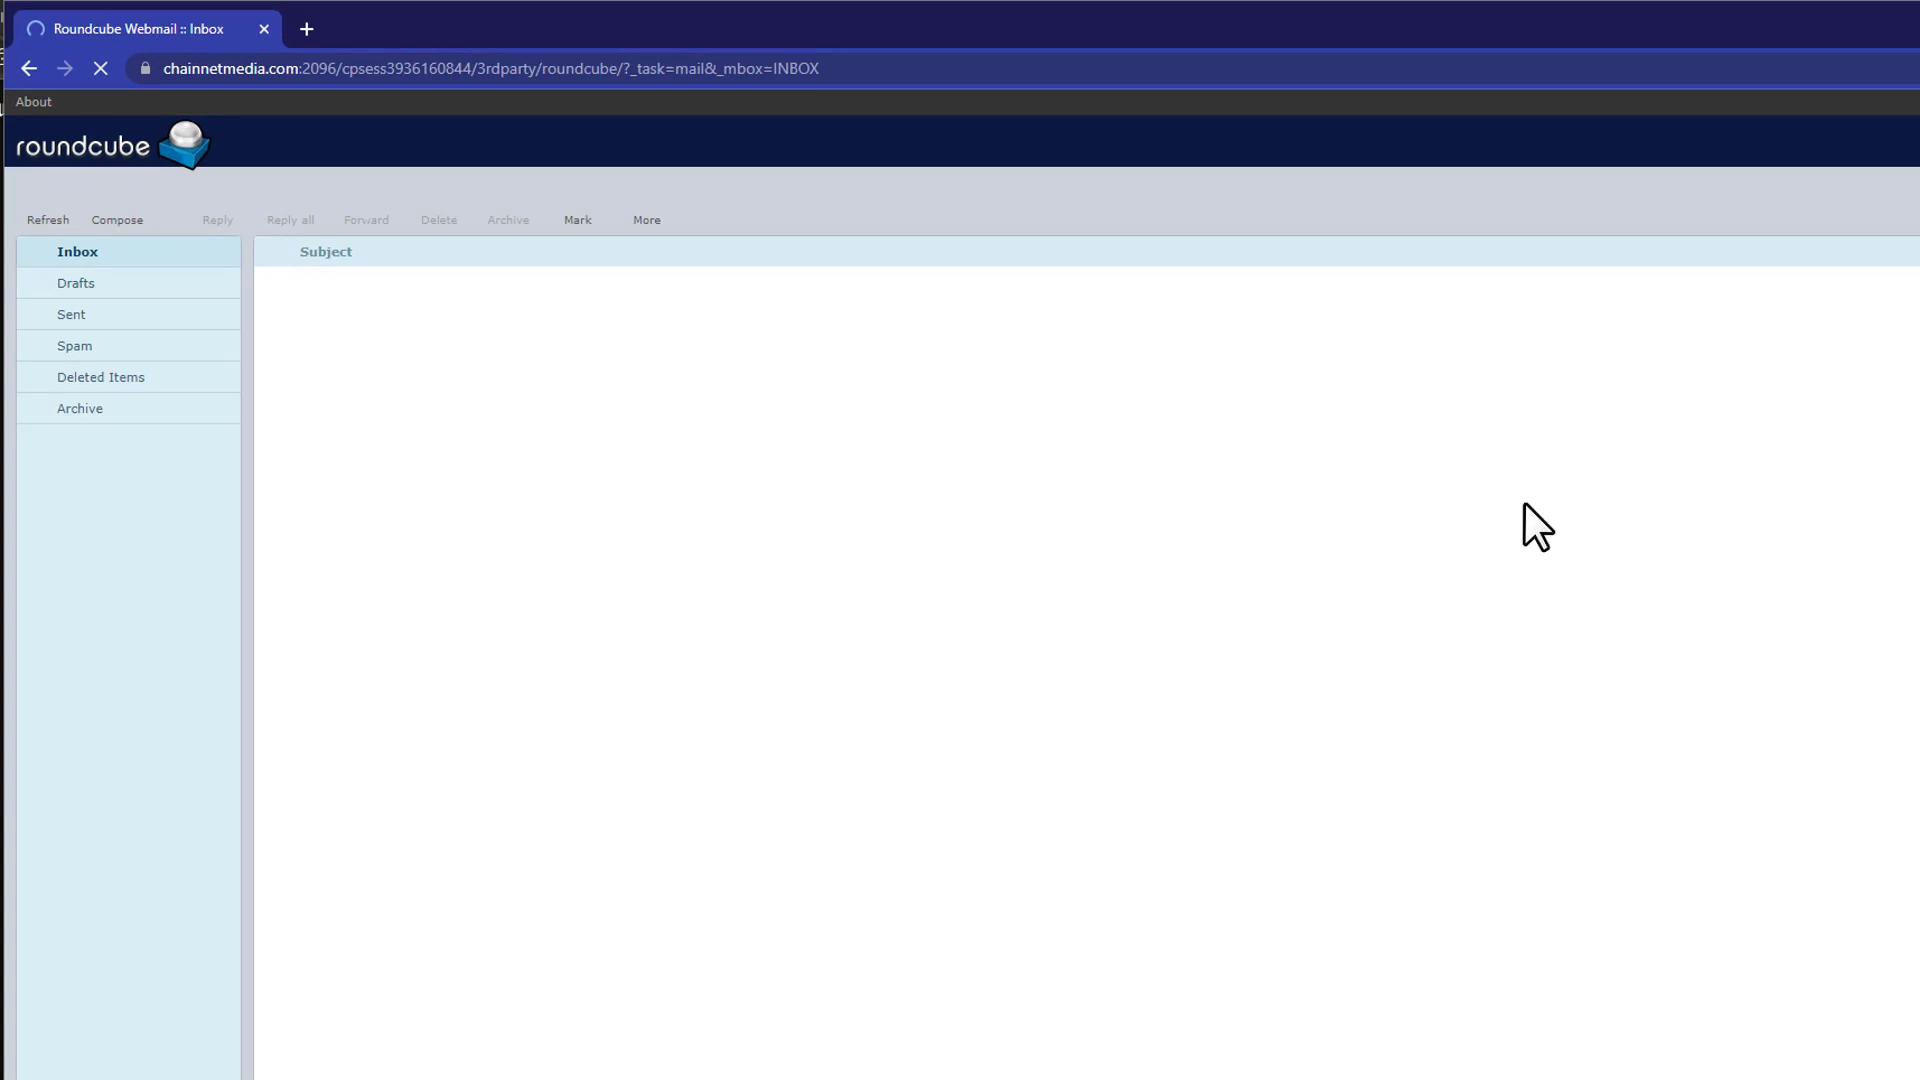 Roundcube Webmail :: Inbox
chainnetmedia.com:2096/cpsess3936160844/3rdparty/roundcube/?_task=mail&_mbox=INBOX
About
roundcube
Refresh Compose Reply Reply all Forward Delete Archive Mark More
Inbox
Subject
Drafts
Sent
Spam
Deleted Items
Archive